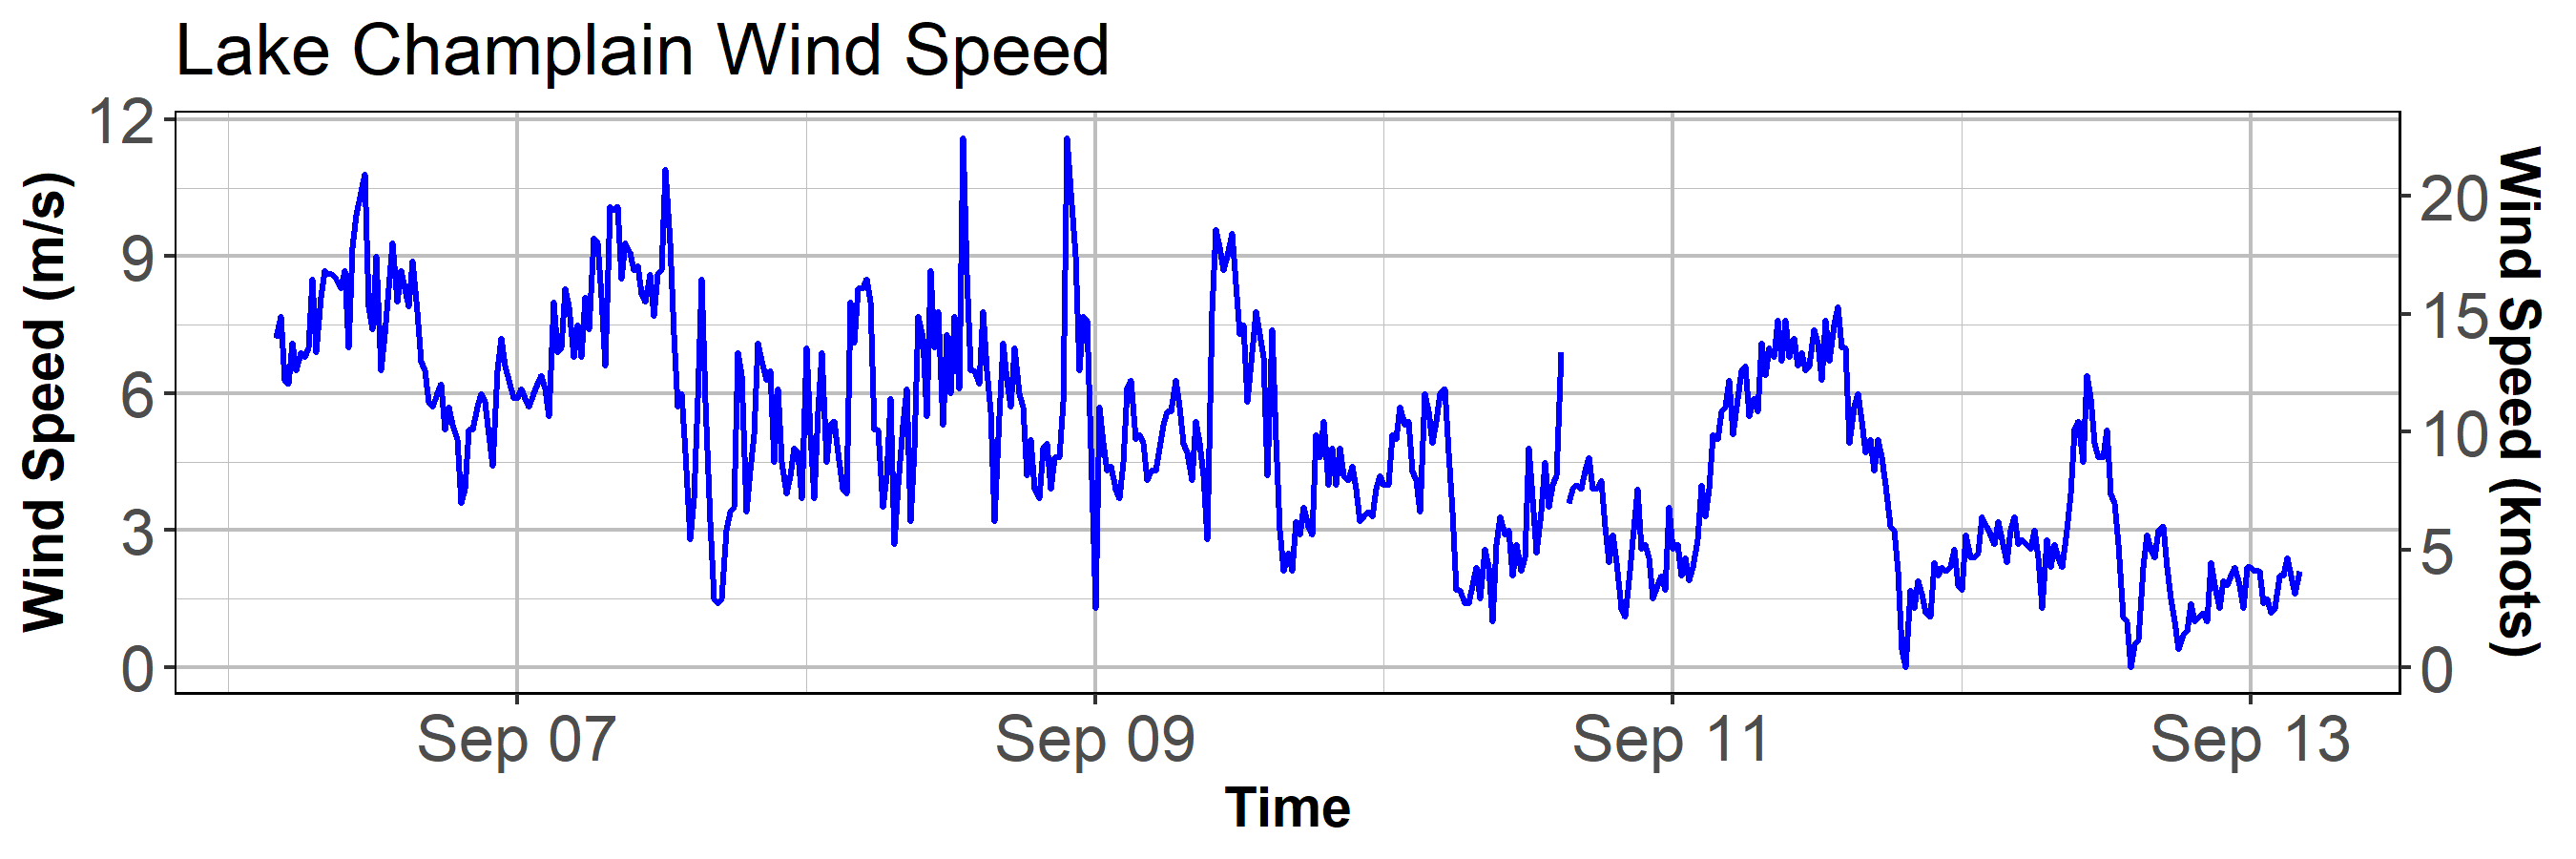 Lake Champlain Wind Speed
Wind Speed (m/s)
12
9
6
3
0
20
15
10
5
0
Wind Speed (knots)
Sep 07
Sep 09
Sep 11
Sep 13
Time